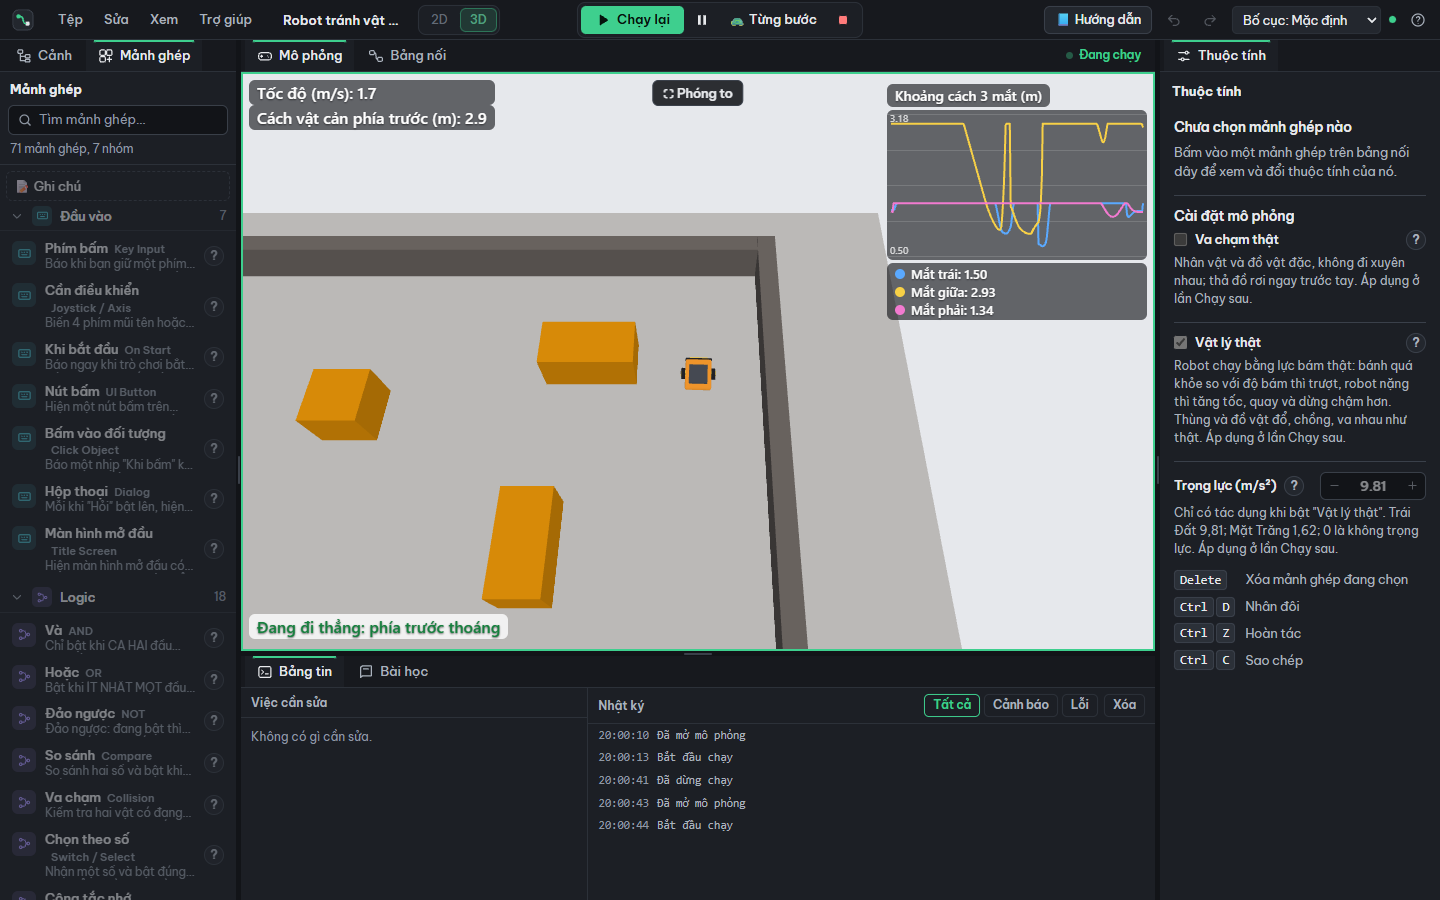 Tệp Sửa Xem Trợ giúp Robot tránh vật ... 2D 3D Chạy lại Từng bước Hướng dẫn Bố cục: Mặc định
Cảnh Mảnh ghép
Mảnh ghép
Tìm mảnh ghép...
71 mảnh ghép, 7 nhóm
Ghi chú
Đầu vào 7
Phím bấm Key Input
Báo khi bạn giữ một phím...
Cần điều khiển
Joystick / Axis
Biến 4 phím mũi tên hoặc...
Khi bắt đầu On Start
Báo ngay khi trò chơi bắt...
Nút bấm UI Button
Hiện một nút bấm trên...
Bấm vào đối tượng
Click Object
Báo một nhịp "Khi bấm" k...
Hộp thoại Dialog
Mỗi khi "Hỏi" bật lên, hiện...
Màn hình mở đầu
Title Screen
Hiện màn hình mở đầu có...
Logic 18
Và AND
Chỉ bật khi CẢ HAI đầu...
Hoặc OR
Bật khi ÍT NHẤT MỘT đầu...
Đảo ngược NOT
Đảo ngược: đang bật thì...
So sánh Compare
So sánh hai số và bật khi...
Va chạm Collision
Kiểm tra hai vật có đang...
Chọn theo số
Switch / Select
Nhận một số và bật đúng...
Công tắc nhớ
Mô phỏng Bảng nối Đang chạy
Tốc độ (m/s): 1.7
Cách vật cản phía trước (m): 2.9
Phóng to
Khoảng cách 3 mắt (m)
3.18
0.50
Mắt trái: 1.50
Mắt giữa: 2.93
Mắt phải: 1.34
Đang đi thẳng: phía trước thoáng
Bảng tin Bài học
Việc cần sửa
Không có gì cần sửa.
Nhật ký Tất cả Cảnh báo Lỗi Xóa
20:00:10 Đã mở mô phỏng
20:00:13 Bắt đầu chạy
20:00:41 Đã dừng chạy
20:00:43 Đã mở mô phỏng
20:00:44 Bắt đầu chạy
Thuộc tính
Thuộc tính
Chưa chọn mảnh ghép nào
Bấm vào một mảnh ghép trên bảng nối
dây để xem và đổi thuộc tính của nó.
Cài đặt mô phỏng
Va chạm thật ?
Nhân vật và đồ vật đặc, không đi xuyên
nhau; thả đồ rơi ngay trước tay. Áp dụng ở
lần Chạy sau.
Vật lý thật ?
Robot chạy bằng lực bám thật: bánh quá
khỏe so với độ bám thì trượt, robot nặng
thì tăng tốc, quay và dừng chậm hơn.
Thùng và đồ vật đổ, chồng, va nhau như
thật. Áp dụng ở lần Chạy sau.
Trọng lực (m/s²) ? − 9.81 +
Chỉ có tác dụng khi bật "Vật lý thật". Trái
Đất 9,81; Mặt Trăng 1,62; 0 là không trọng
lực. Áp dụng ở lần Chạy sau.
Delete Xóa mảnh ghép đang chọn
Ctrl D Nhân đôi
Ctrl Z Hoàn tác
Ctrl C Sao chép